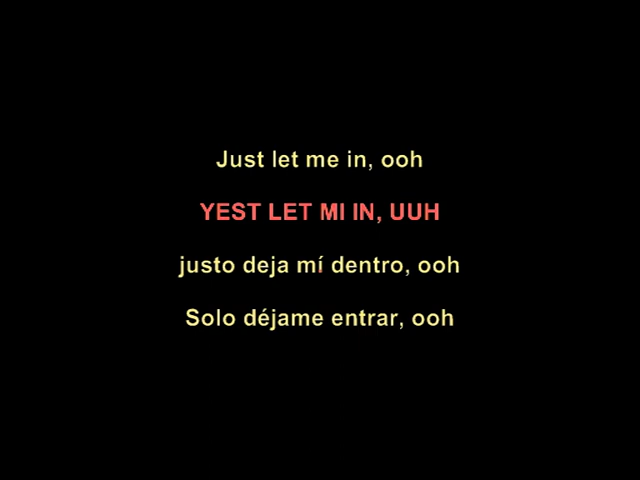 Just let me in, ooh
YEST LET MI IN, UUH
justo deja mí dentro, ooh
Solo déjame entrar, ooh